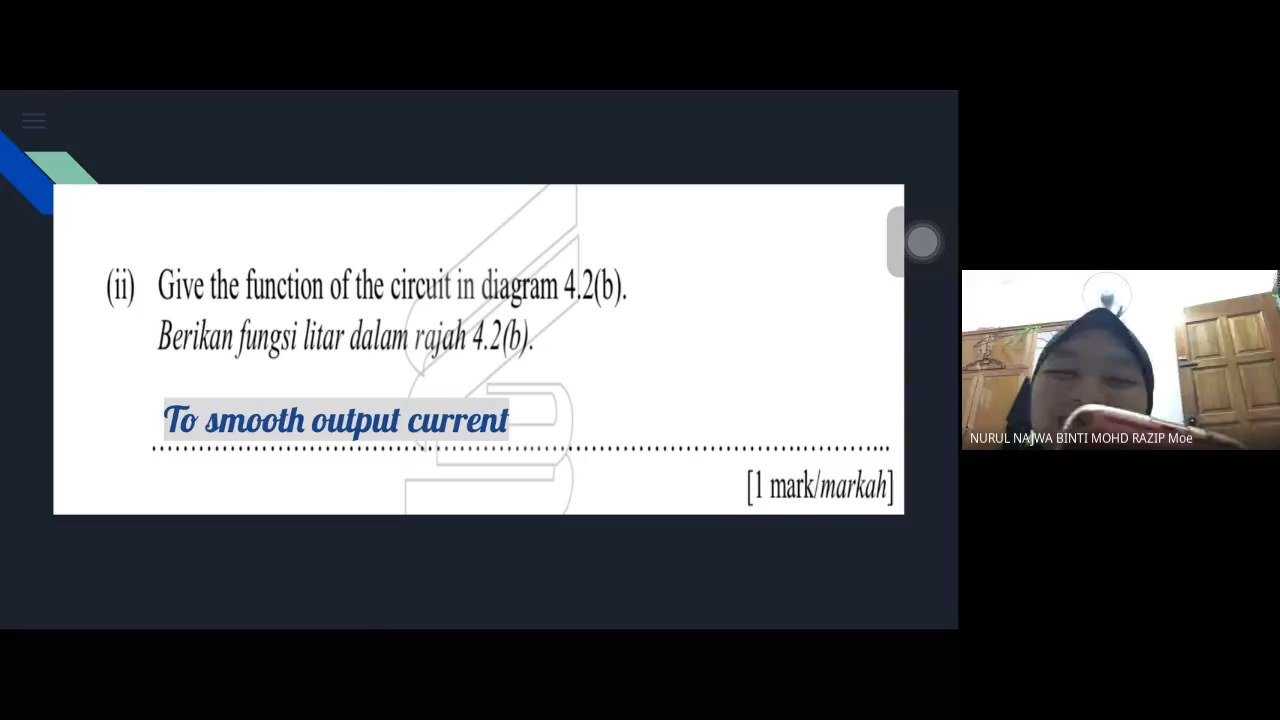 (ii) Give the function of the circuit in diagram 4.2(b).
Berikan fungsi litar dalam rajah 4.2(b).
To smooth output current
[1 mark/markah]
NURUL NAJWA BINTI MOHD RAZIP Moe